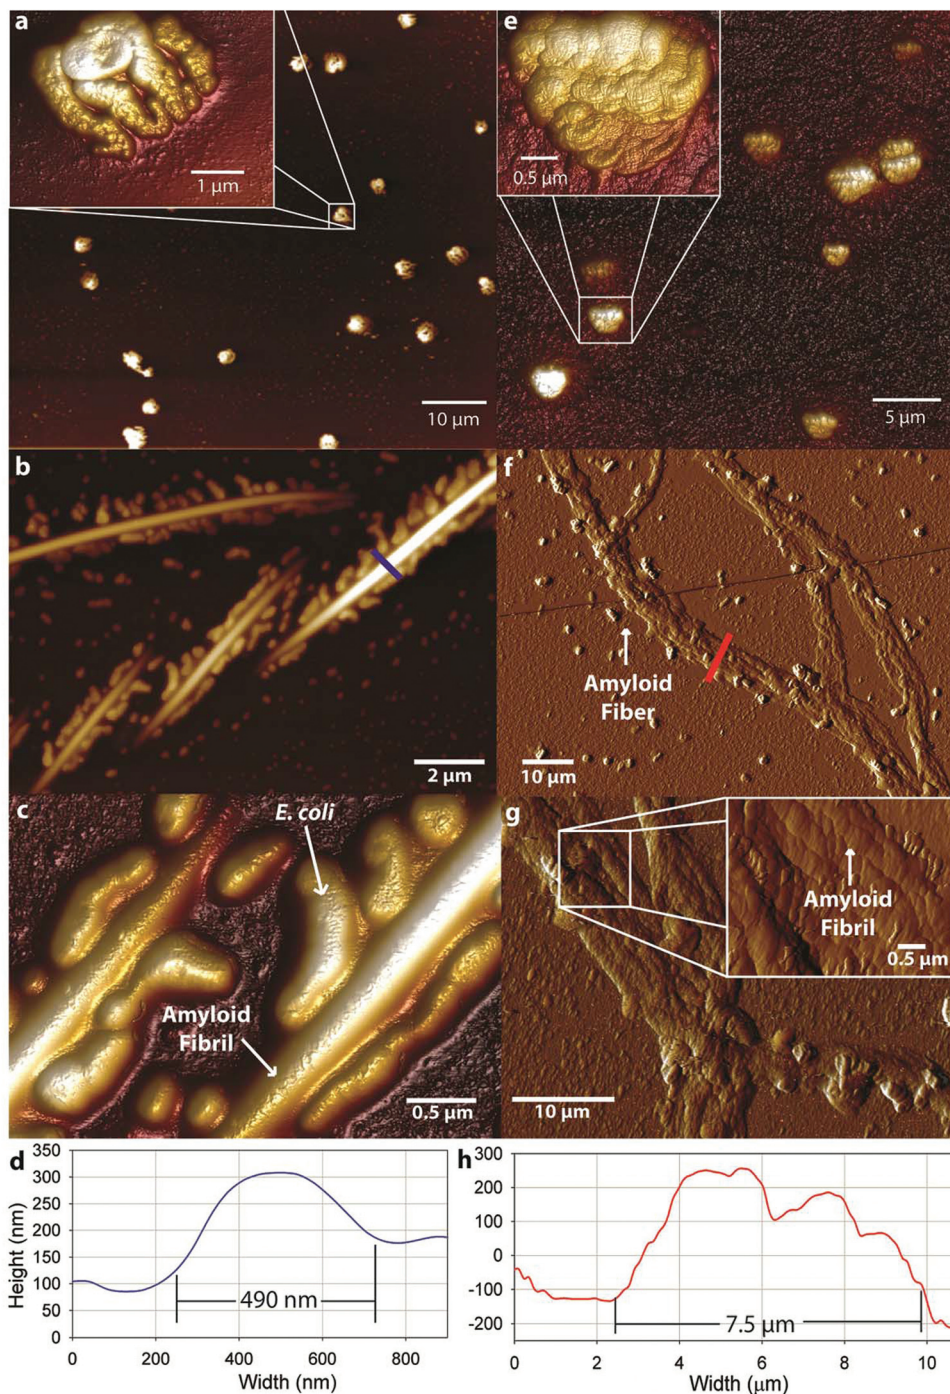 a
1 μm
10 μm
b
2 μm
c
E. coli
Amyloid
Fibril
0.5 μm
d
350
300
250
200
150
100
50
0
Height (nm)
490 nm
0
200
400
600
800
Width (nm)
e
0.5 μm
5 μm
f
Amyloid
Fiber
10 μm
g
Amyloid
Fibril
0.5 μm
10 μm
h
300
200
100
0
-100
-200
7.5 μm
0
2
4
6
8
10
Width (μm)